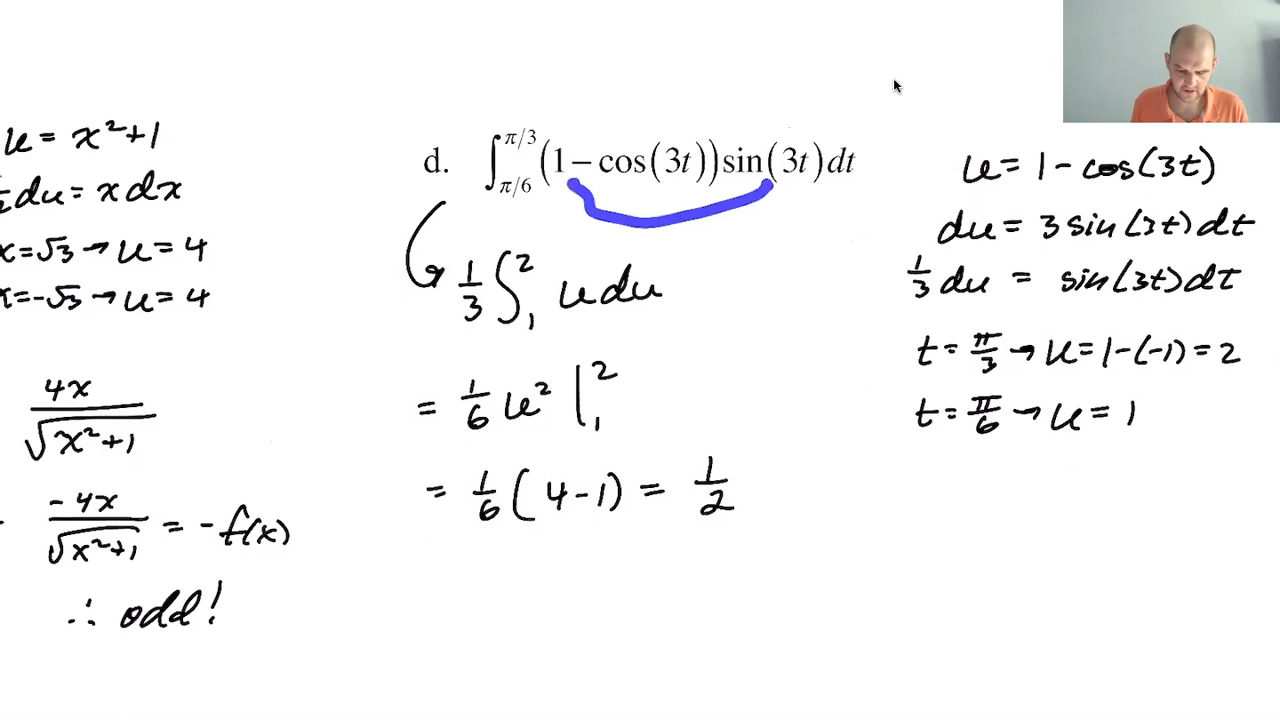 u = x²+1
½ du = x dx
x = √3 → u = 4
x = -√3 → u = 4
4x / √(x²+1)
-4x / √(x²+1) = -f(x)
∴ odd!
d. ∫_{π/6}^{π/3} (1 − cos(3t)) sin(3t) dt
1/3 ∫_1^2 u du
= 1/6 u² |_1^2
= 1/6 (4-1) = 1/2
u = 1 - cos(3t)
du = 3 sin(3t) dt
1/3 du = sin(3t) dt
t = π/3 → u = 1-(-1) = 2
t = π/6 → u = 1